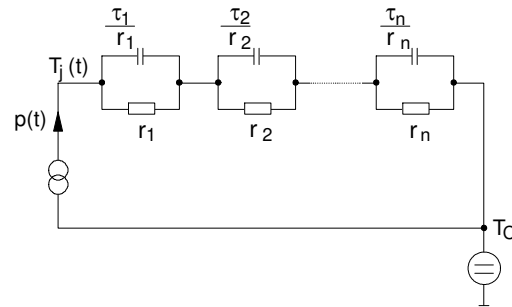 τ1 τ2 τn
r1 r2 rn
Tj (t)
r1 r2 rn
p(t)
TC